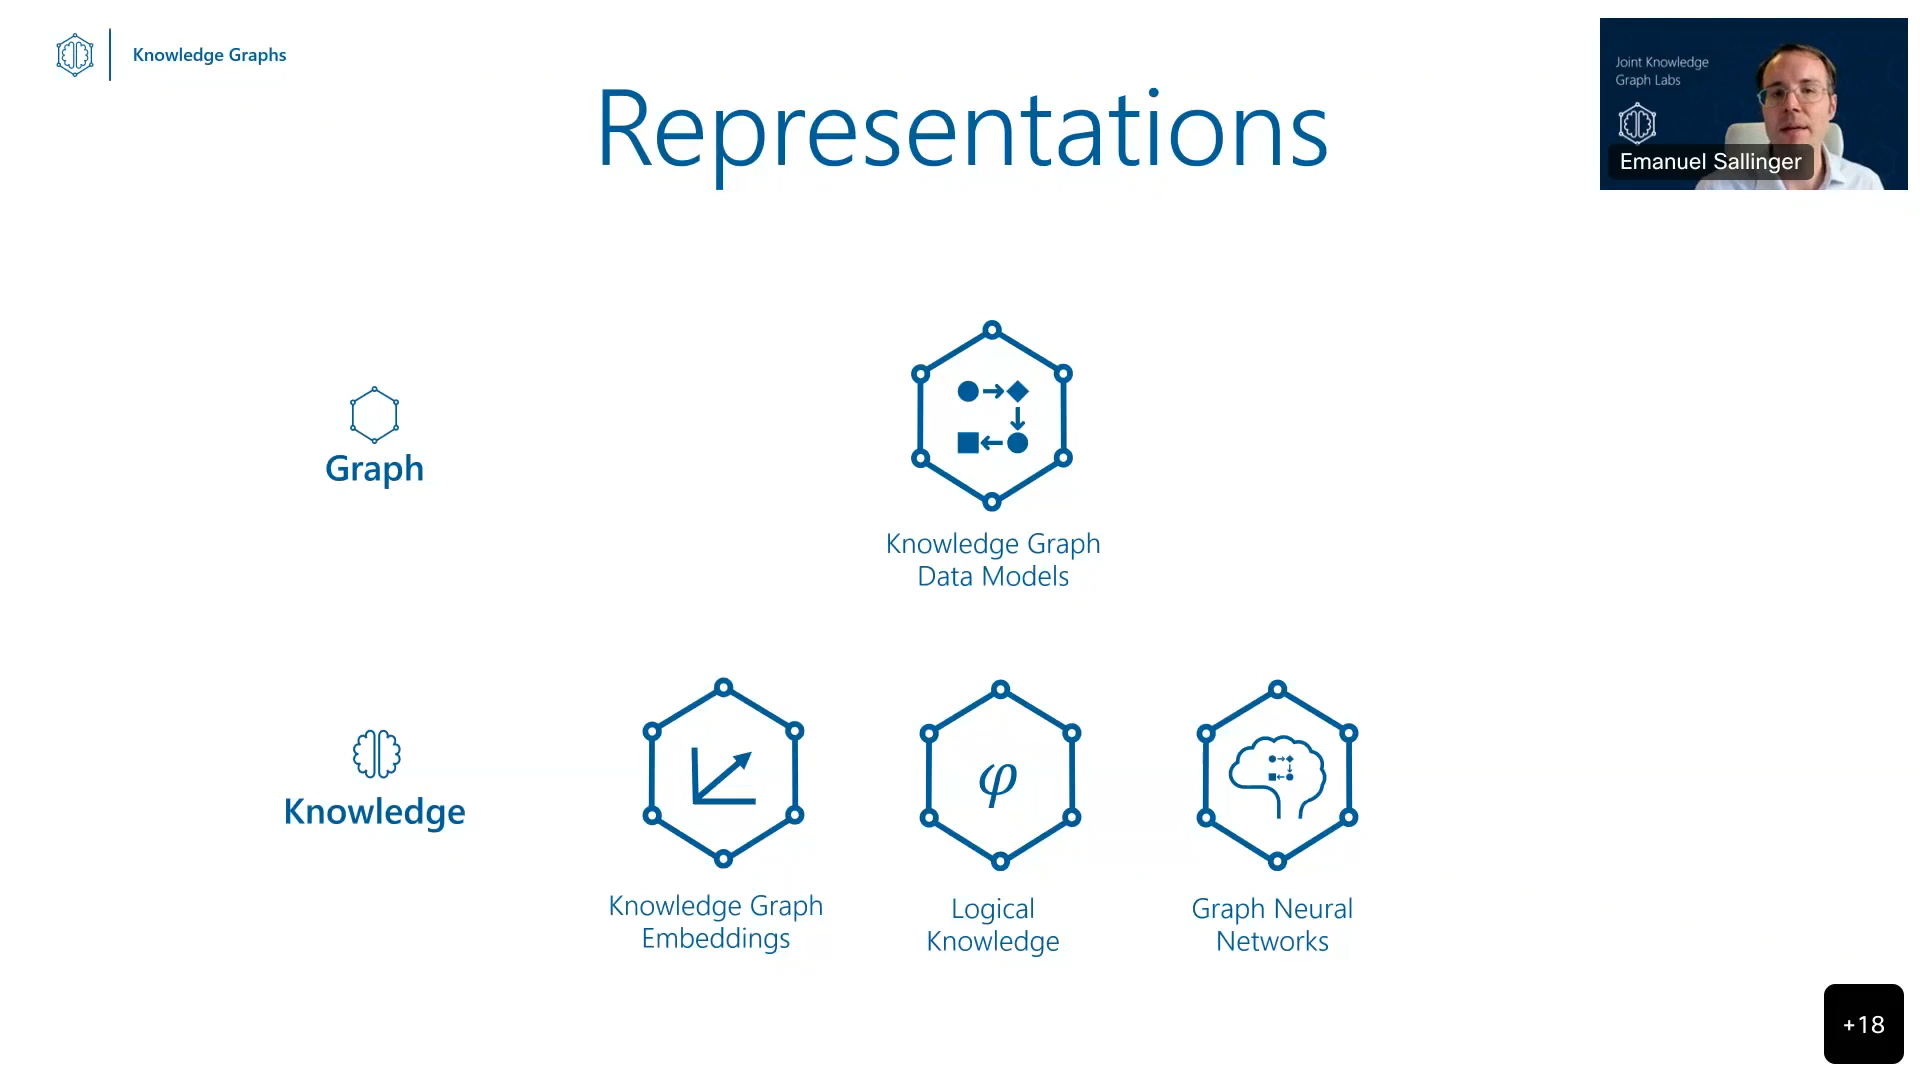 Knowledge Graphs
Representations
Joint Knowledge
Graph Labs
Emanuel Sallinger
Graph
Knowledge Graph
Data Models
Knowledge
φ
Knowledge Graph
Embeddings
Logical
Knowledge
Graph Neural
Networks
+18